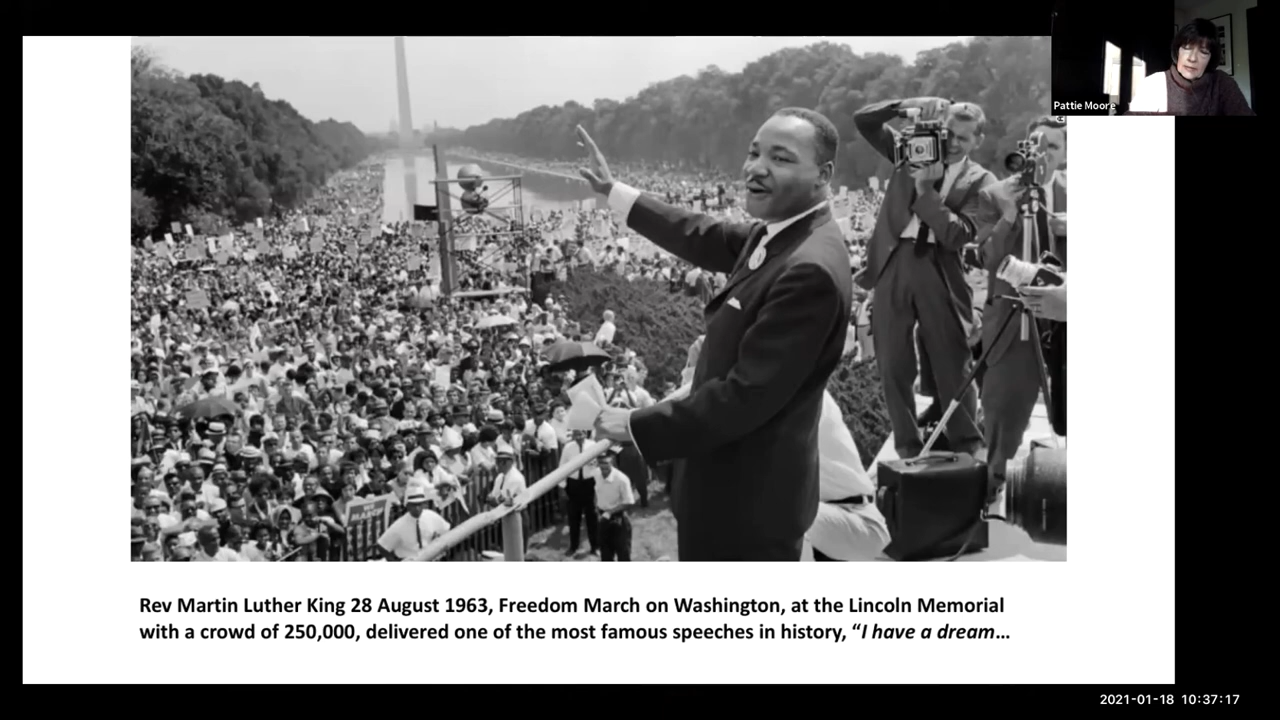 Pattie Moore
Rev Martin Luther King 28 August 1963, Freedom March on Washington, at the Lincoln Memorial
with a crowd of 250,000, delivered one of the most famous speeches in history, “I have a dream…
2021-01-18 10:37:17